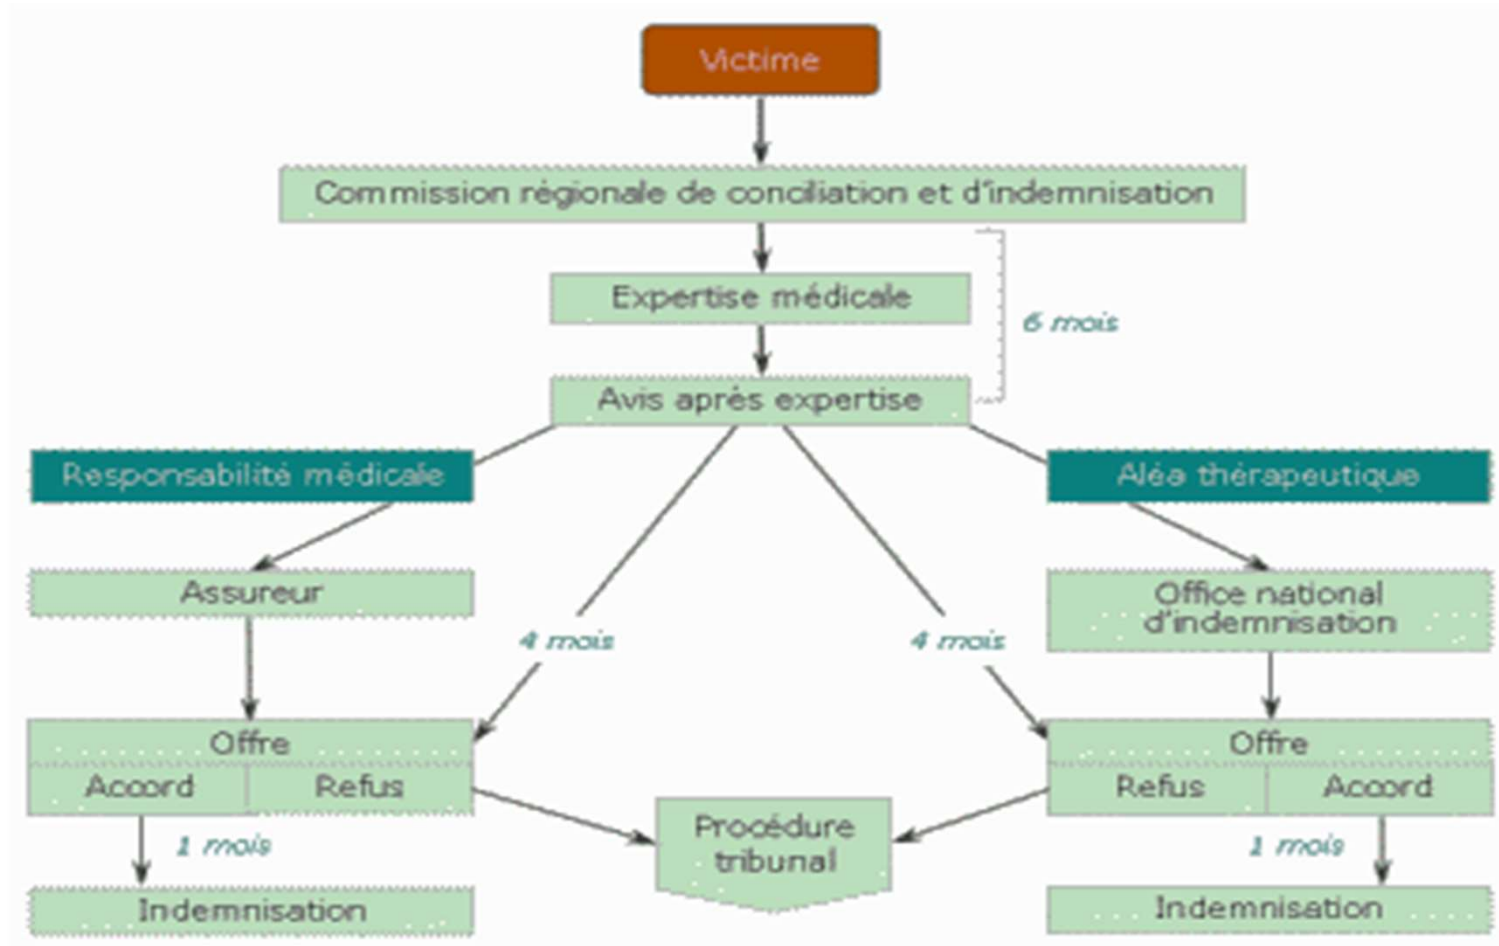 Victime
Commission régionale de conciliation et d'indemnisation
Expertise médicale
6 mois
Avis après expertise
Responsabilité médicale
Aléa thérapeutique
Assureur
Office national
d'indemnisation
4 mois
4 mois
Offre
Offre
Accord
Refus
Refus
Accord
Procédure
tribunal
1 mois
1 mois
Indemnisation
Indemnisation